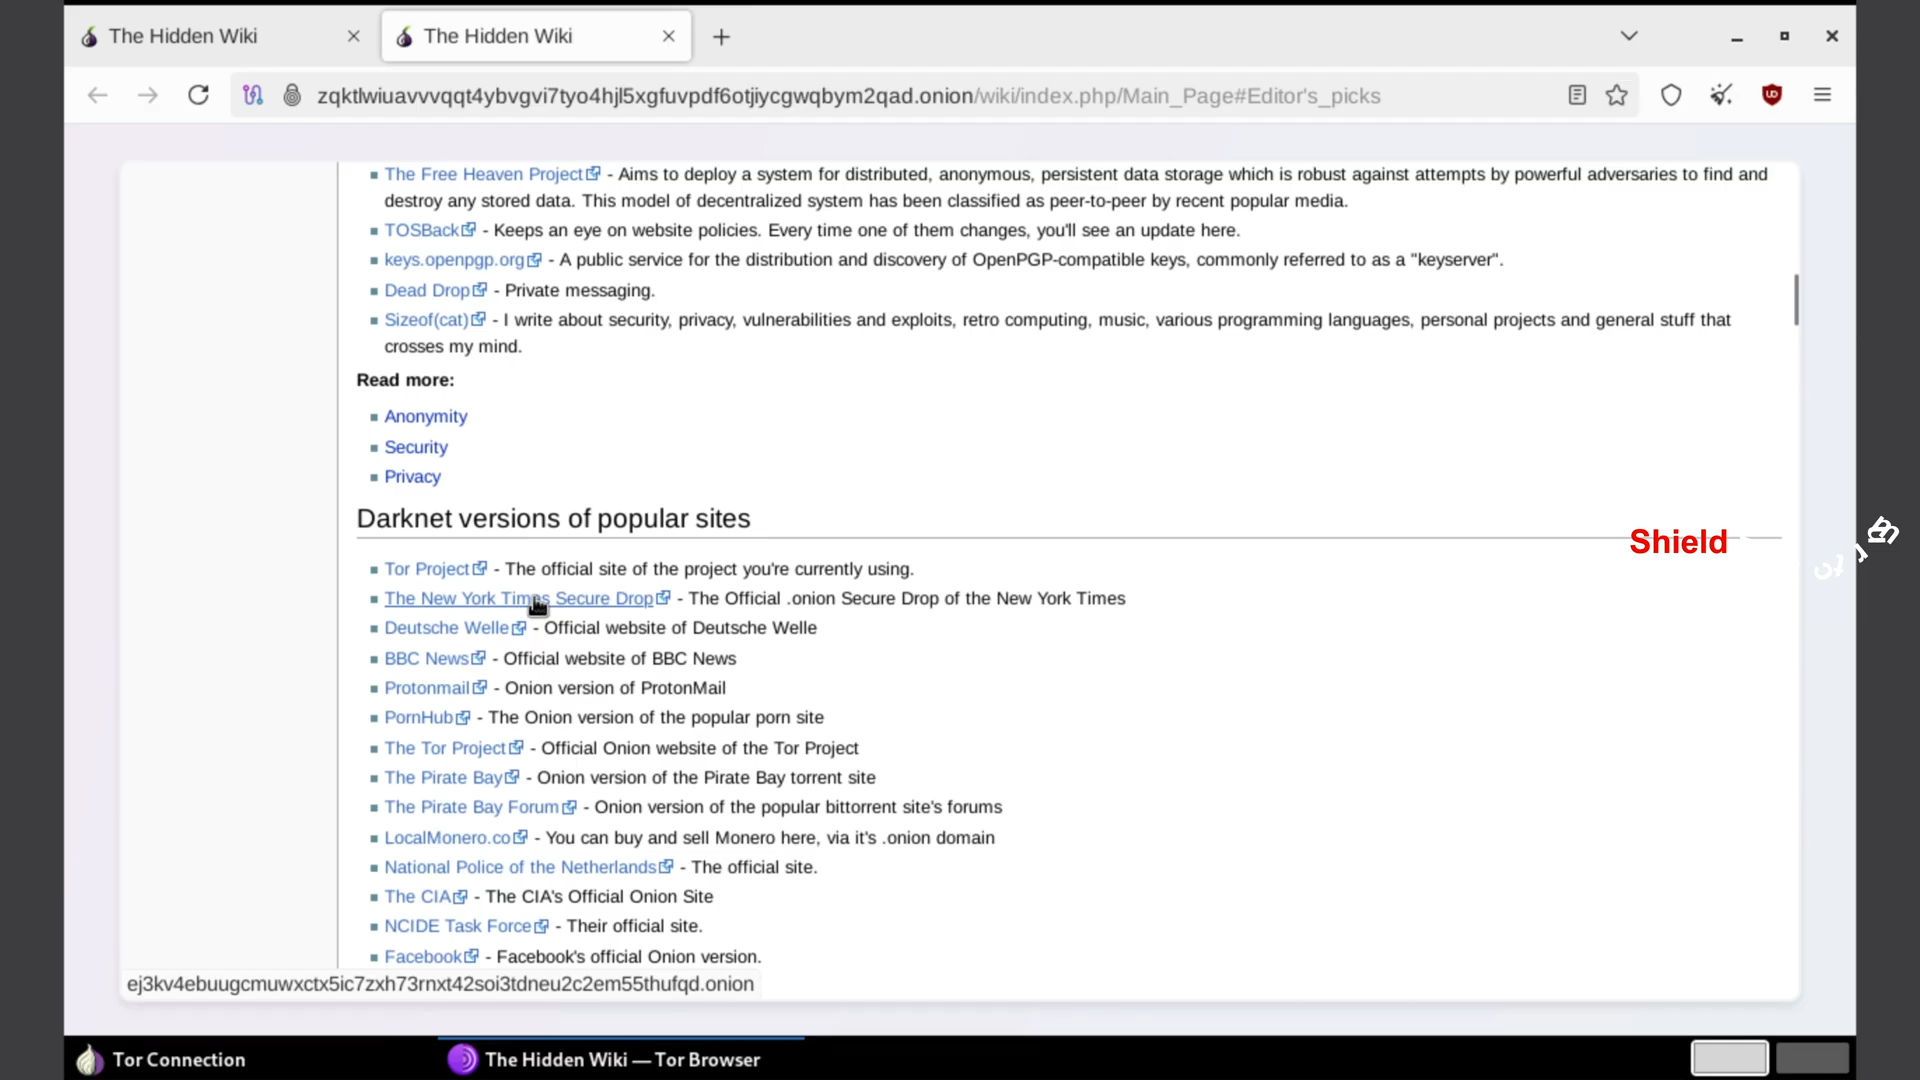 The Hidden Wiki
The Hidden Wiki
zqktlwiuavvvqqt4ybvgvi7tyo4hjl5xgfuvpdf6otjiycgwqbym2qad.onion/wiki/index.php/Main_Page#Editor's_picks
The Free Heaven Project - Aims to deploy a system for distributed, anonymous, persistent data storage which is robust against attempts by powerful adversaries to find and
destroy any stored data. This model of decentralized system has been classified as peer-to-peer by recent popular media.
TOSBack - Keeps an eye on website policies. Every time one of them changes, you'll see an update here.
keys.openpgp.org - A public service for the distribution and discovery of OpenPGP-compatible keys, commonly referred to as a "keyserver".
Dead Drop - Private messaging.
Sizeof(cat) - I write about security, privacy, vulnerabilities and exploits, retro computing, music, various programming languages, personal projects and general stuff that
crosses my mind.
Read more:
Anonymity
Security
Privacy
Darknet versions of popular sites
Shield
Tor Project - The official site of the project you're currently using.
The New York Times Secure Drop - The Official .onion Secure Drop of the New York Times
Deutsche Welle - Official website of Deutsche Welle
BBC News - Official website of BBC News
Protonmail - Onion version of ProtonMail
PornHub - The Onion version of the popular porn site
The Tor Project - Official Onion website of the Tor Project
The Pirate Bay - Onion version of the Pirate Bay torrent site
The Pirate Bay Forum - Onion version of the popular bittorrent site's forums
LocalMonero.co - You can buy and sell Monero here, via it's .onion domain
National Police of the Netherlands - The official site.
The CIA - The CIA's Official Onion Site
NCIDE Task Force - Their official site.
Facebook - Facebook's official Onion version.
ej3kv4ebuugcmuwxctx5ic7zxh73rnxt42soi3tdneu2c2em55thufqd.onion
Tor Connection
The Hidden Wiki — Tor Browser